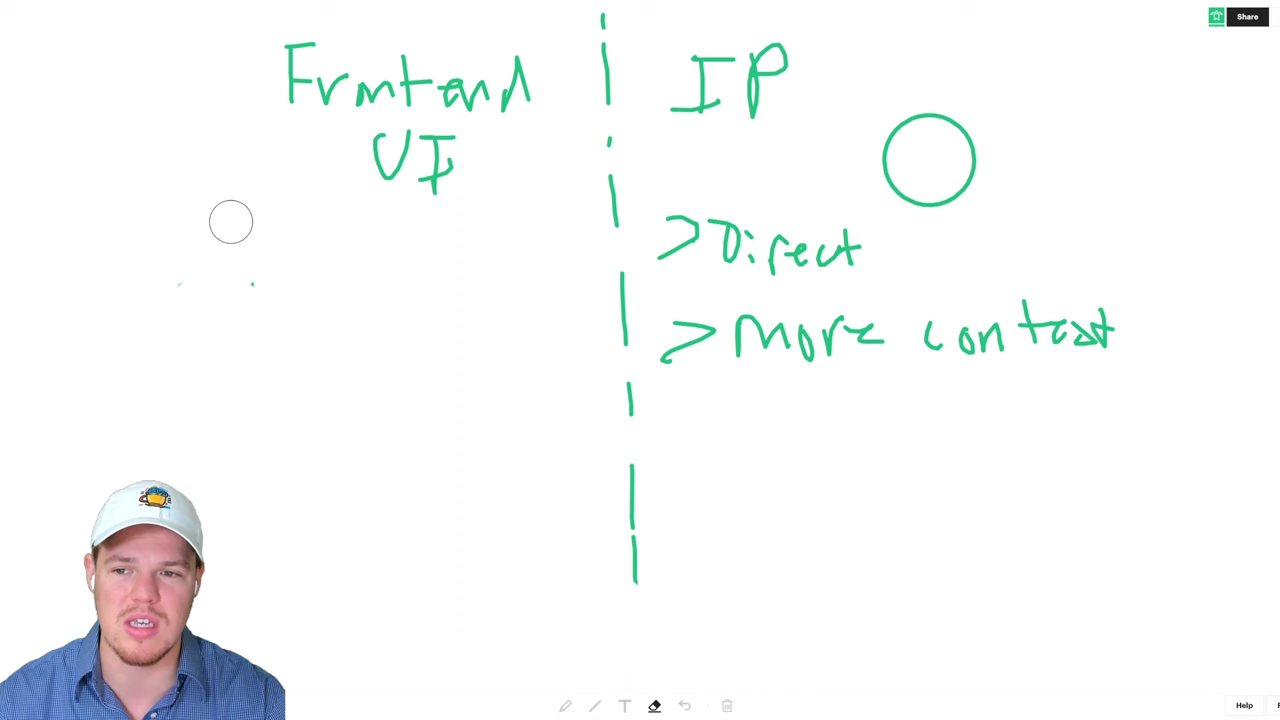 Share
Frontend
UI
IP
>Direct
>more context
Help